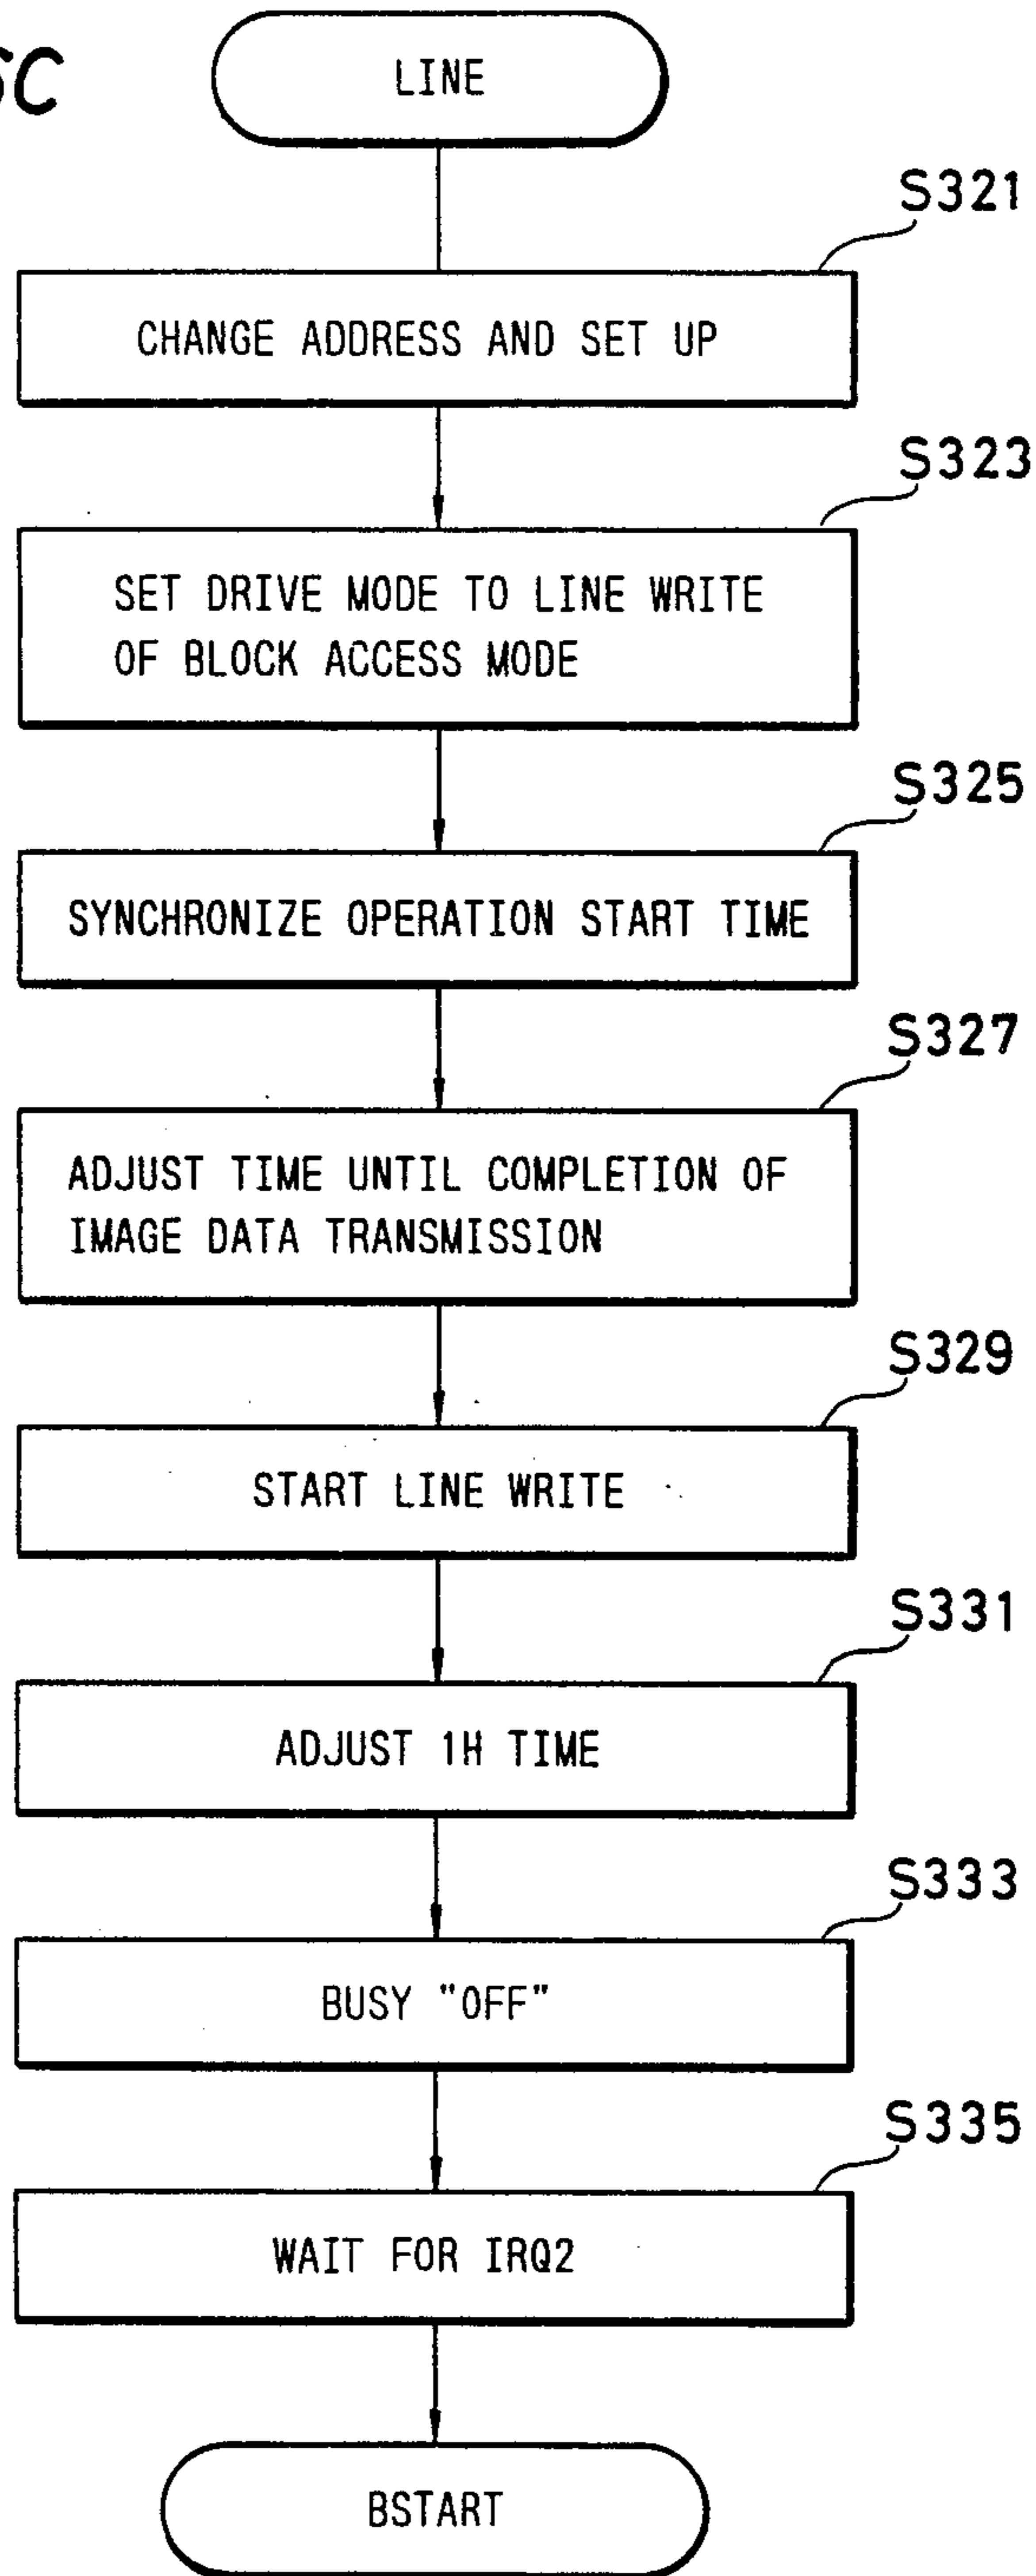 LINE
S321
CHANGE ADDRESS AND SET UP
S323
SET DRIVE MODE TO LINE WRITE
OF BLOCK ACCESS MODE
S325
SYNCHRONIZE OPERATION START TIME
S327
ADJUST TIME UNTIL COMPLETION OF
IMAGE DATA TRANSMISSION
S329
START LINE WRITE
S331
ADJUST 1H TIME
S333
BUSY "OFF"
S335
WAIT FOR IRQ2
BSTART